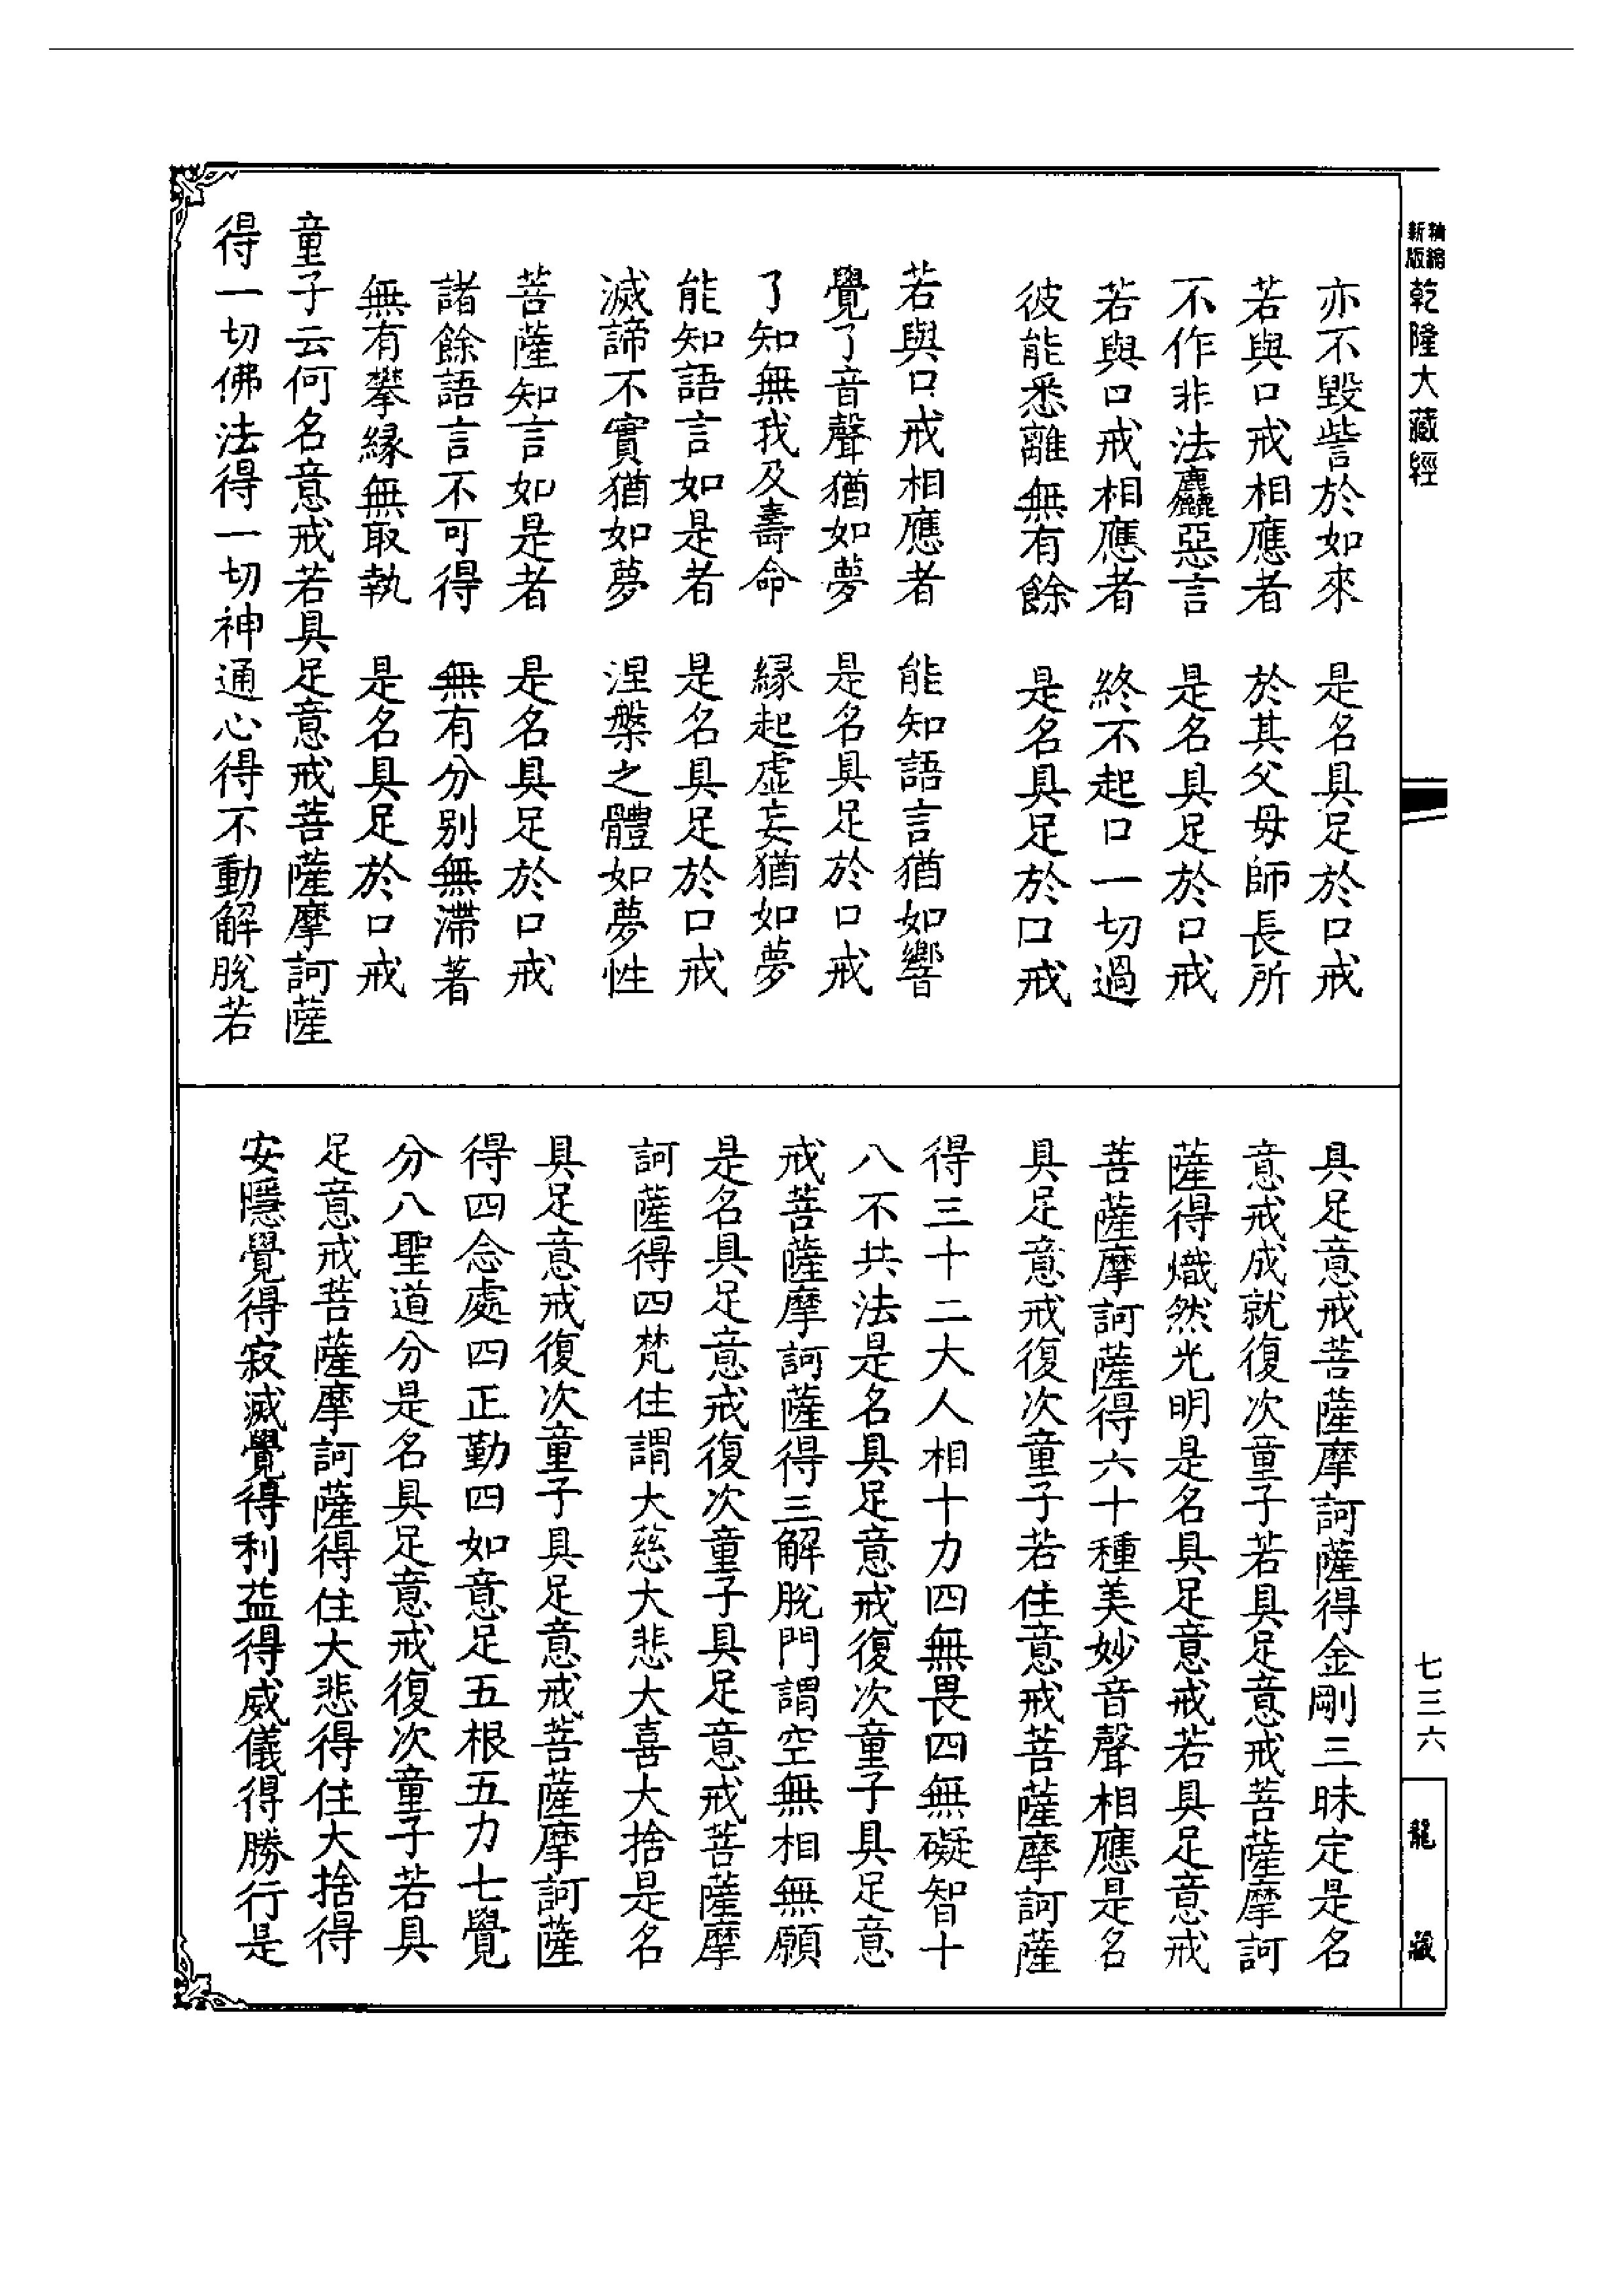 新版 精縮 乾隆大藏經
亦不毀呰於如來　是名具足於口戒
若與口戒相應者　於其父母師長所
不作非法麤惡言　是名具足於口戒
若與口戒相應者　終不起口一切過
彼能悉離無有餘　是名具足於口戒
若與口戒相應者　能知語言猶如響
覺了音聲猶如夢　是名具足於口戒
了知無我及壽命　緣起虛妄猶如夢
能知語言如是者　是名具足於口戒
滅諦不實猶如夢　涅槃之體如夢性
菩薩知言如是者　是名具足於口戒
諸餘語言不可得　無有分別無滯著
無有攀緣無取執　是名具足於口戒
童子云何名意戒若具足意戒菩薩摩訶薩
得一切佛法得一切神通心得不動解脫若
具足意戒菩薩摩訶薩得金剛三昧定是名
意戒成就復次童子若具足意戒菩薩摩訶
薩得熾然光明是名具足意戒若具足意戒
菩薩摩訶薩得六十種美妙音聲相應是名
具足意戒復次童子若住意戒菩薩摩訶薩
得三十二大人相十力四無畏四無礙智十
八不共法是名具足意戒復次童子具足意
戒菩薩摩訶薩得三解脫門謂空無相無願
是名具足意戒復次童子具足意戒菩薩摩
訶薩得四梵住謂大慈大悲大喜大捨是名
具足意戒復次童子具足意戒菩薩摩訶薩
得四念處四正勤四如意足五根五力七覺
分八聖道分是名具足意戒復次童子若具
足意戒菩薩摩訶薩得住大悲得住大捨得
安隱覺得寂滅覺得利益得威儀得勝行是
七三六
龍藏